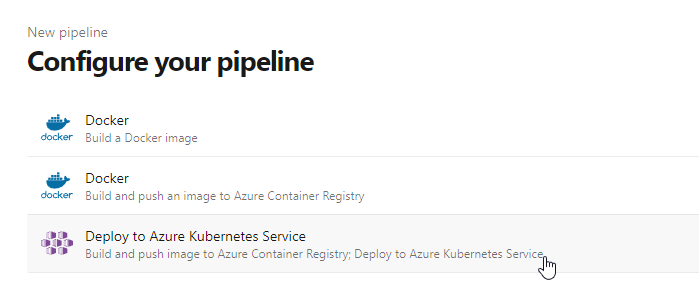 New pipeline
Configure your pipeline
docker
Docker
Build a Docker image
docker
Docker
Build and push an image to Azure Container Registry
Deploy to Azure Kubernetes Service
Build and push image to Azure Container Registry; Deploy to Azure Kubernetes Service